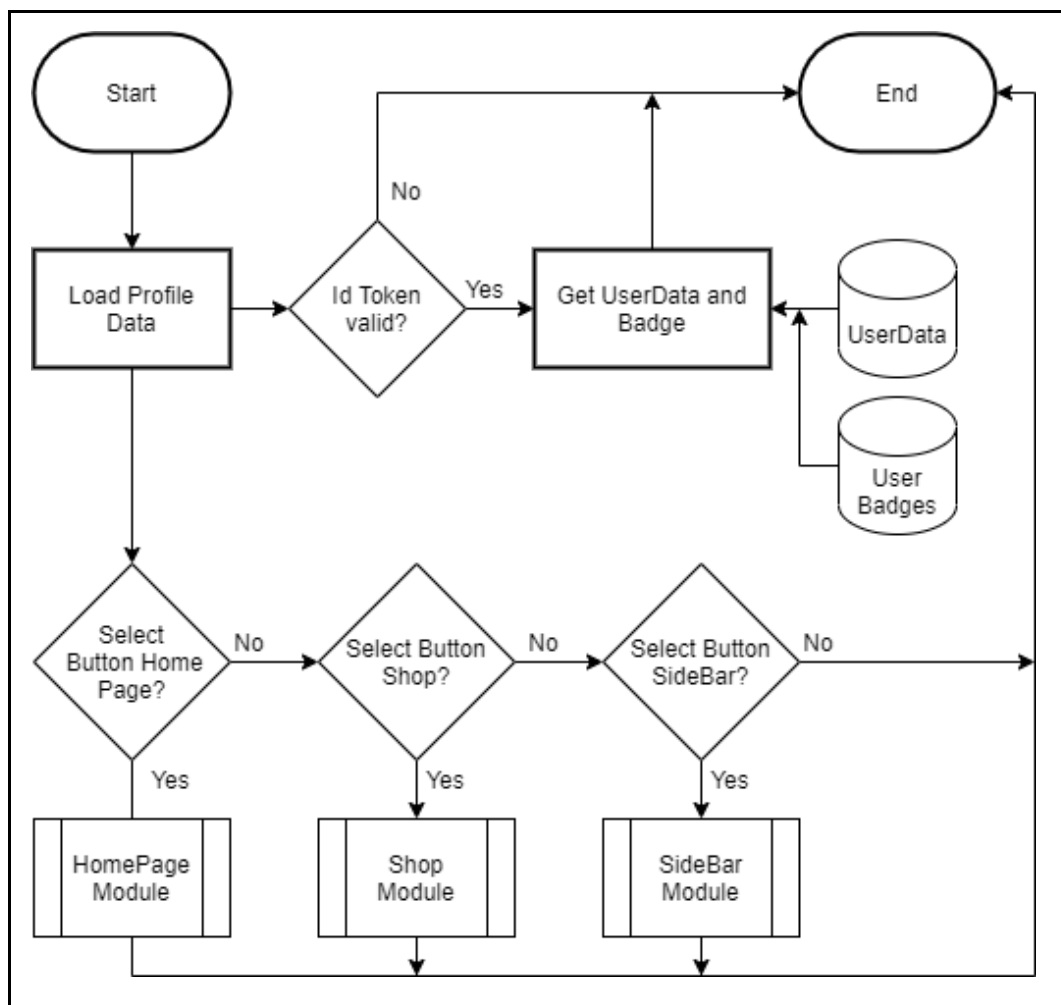 Start
End
No
Load Profile
Data
Id Token
valid?
Yes
Get UserData and
Badge
UserData
User
Badges
Select
Button Home
Page?
No
Select Button
Shop?
No
Select Button
SideBar?
No
Yes
Yes
Yes
HomePage
Module
Shop
Module
SideBar
Module